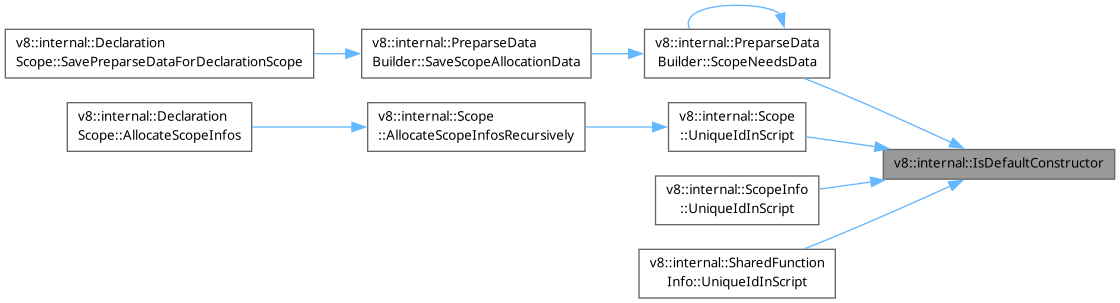 v8::internal::Declaration
Scope::SavePreparseDataForDeclarationScope
v8::internal::PreparseData
Builder::SaveScopeAllocationData
v8::internal::PreparseData
Builder::ScopeNeedsData
v8::internal::Declaration
Scope::AllocateScopeInfos
v8::internal::Scope
::AllocateScopeInfosRecursively
v8::internal::Scope
::UniqueIdInScript
v8::internal::IsDefaultConstructor
v8::internal::ScopeInfo
::UniqueIdInScript
v8::internal::SharedFunction
Info::UniqueIdInScript